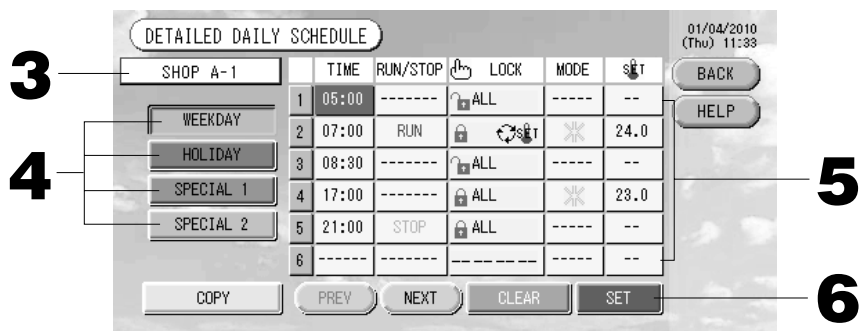 DETAILED DAILY SCHEDULE
01/04/2010
(Thu) 11:33
3
SHOP A-1
TIME RUN/STOP LOCK MODE SET
BACK
HELP
4
WEEKDAY
HOLIDAY
SPECIAL 1
SPECIAL 2
1 05:00 ------- ALL ----- --
2 07:00 RUN SET 24.0
3 08:30 ------- ALL ----- --
4 17:00 ------- ALL 23.0
5 21:00 STOP ALL ----- --
6 ------ ------- --------- ----- --
5
COPY PREV NEXT CLEAR SET
6